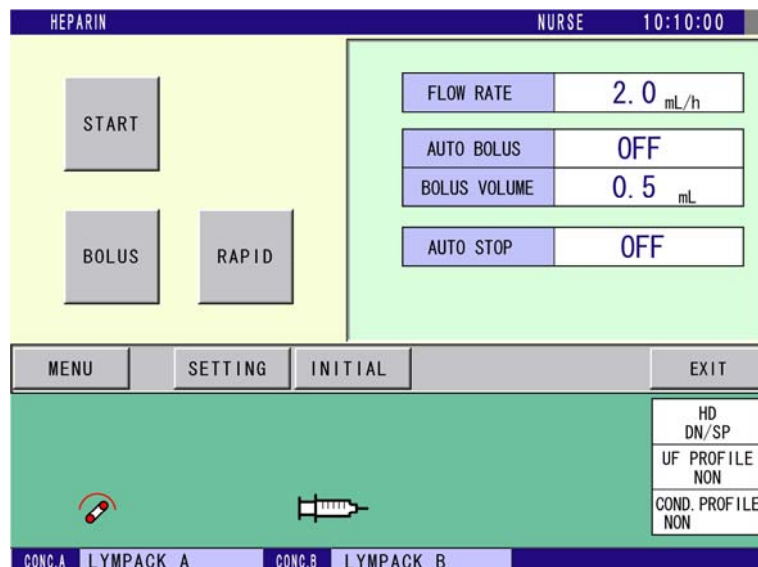 HEPARIN NURSE 10:10:00
START
BOLUS RAPID
FLOW RATE 2.0 mL/h
AUTO BOLUS OFF
BOLUS VOLUME 0.5 mL
AUTO STOP OFF
MENU SETTING INITIAL EXIT
HD
DN/SP
UF PROFILE
NON
COND.PROFILE
NON
CONC.A LYMPACK A CONC.B LYMPACK B